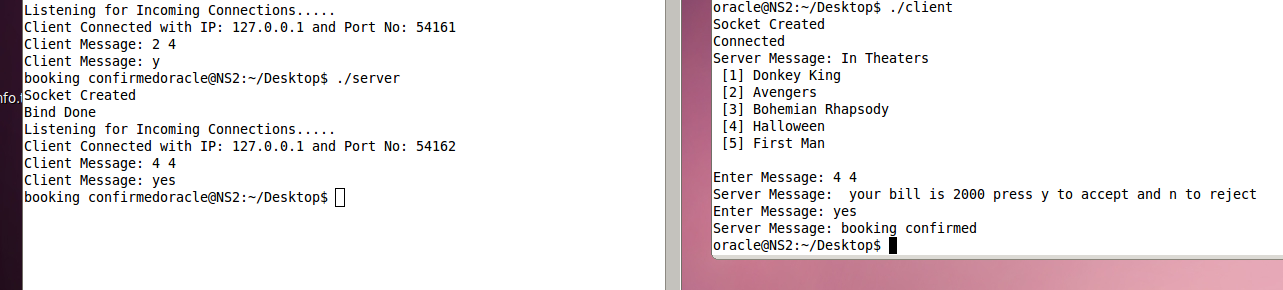 Listening for Incoming Connections.....
Client Connected with IP: 127.0.0.1 and Port No: 54161
Client Message: 2 4
Client Message: y
booking confirmedoracle@NS2:~/Desktop$ ./server
Socket Created
nfo.
Bind Done
Listening for Incoming Connections.....
Client Connected with IP: 127.0.0.1 and Port No: 54162
Client Message: 4 4
Client Message: yes
booking confirmedoracle@NS2:~/Desktop$
oracle@NS2:~/Desktop$ ./client
Socket Created
Connected
Server Message: In Theaters
[1] Donkey King
[2] Avengers
[3] Bohemian Rhapsody
[4] Halloween
[5] First Man
Enter Message: 4 4
Server Message:  your bill is 2000 press y to accept and n to reject
Enter Message: yes
Server Message: booking confirmed
oracle@NS2:~/Desktop$